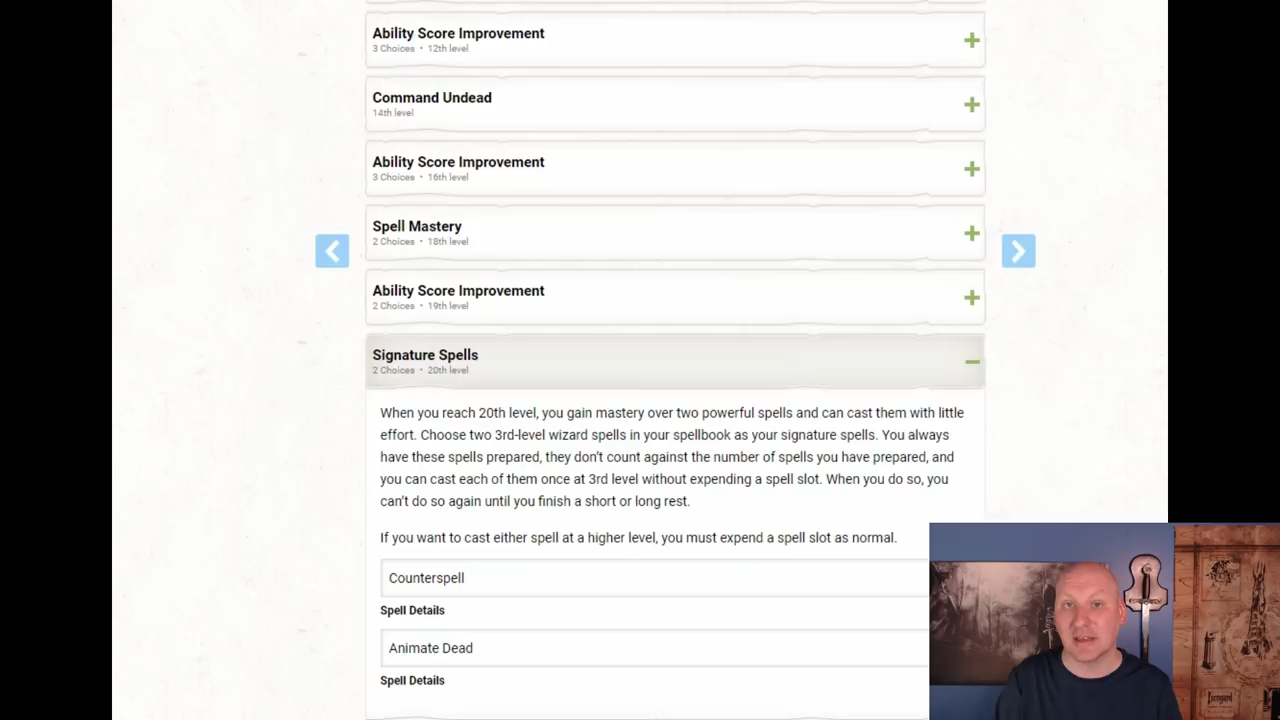 Ability Score Improvement
3 Choices • 12th level
Command Undead
14th level
Ability Score Improvement
3 Choices • 16th level
Spell Mastery
2 Choices • 18th level
Ability Score Improvement
2 Choices • 19th level
Signature Spells
2 Choices • 20th level
When you reach 20th level, you gain mastery over two powerful spells and can cast them with little
effort. Choose two 3rd-level wizard spells in your spellbook as your signature spells. You always
have these spells prepared, they don't count against the number of spells you have prepared, and
you can cast each of them once at 3rd level without expending a spell slot. When you do so, you
can't do so again until you finish a short or long rest.
If you want to cast either spell at a higher level, you must expend a spell slot as normal.
Counterspell
Spell Details
Animate Dead
Spell Details